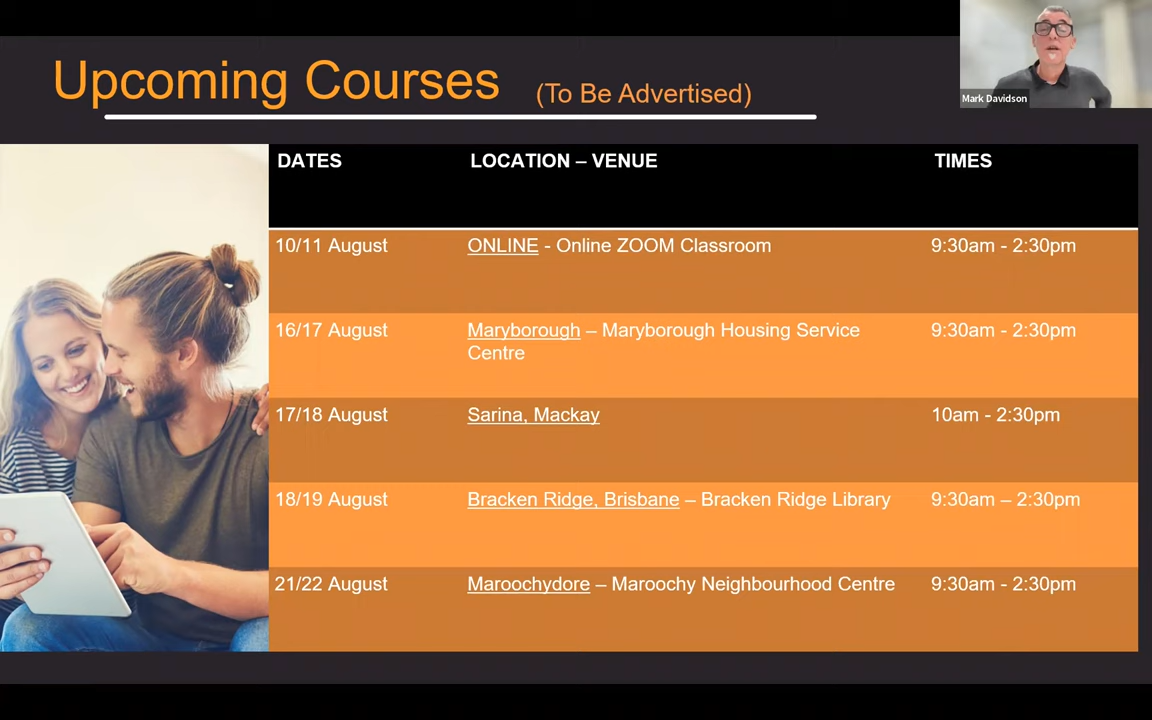 Upcoming Courses (To Be Advertised)
Mark Davidson
DATES LOCATION – VENUE TIMES
10/11 August ONLINE - Online ZOOM Classroom 9:30am - 2:30pm
16/17 August Maryborough – Maryborough Housing Service 9:30am - 2:30pm
Centre
17/18 August Sarina, Mackay 10am - 2:30pm
18/19 August Bracken Ridge, Brisbane – Bracken Ridge Library 9:30am – 2:30pm
21/22 August Maroochydore – Maroochy Neighbourhood Centre 9:30am - 2:30pm